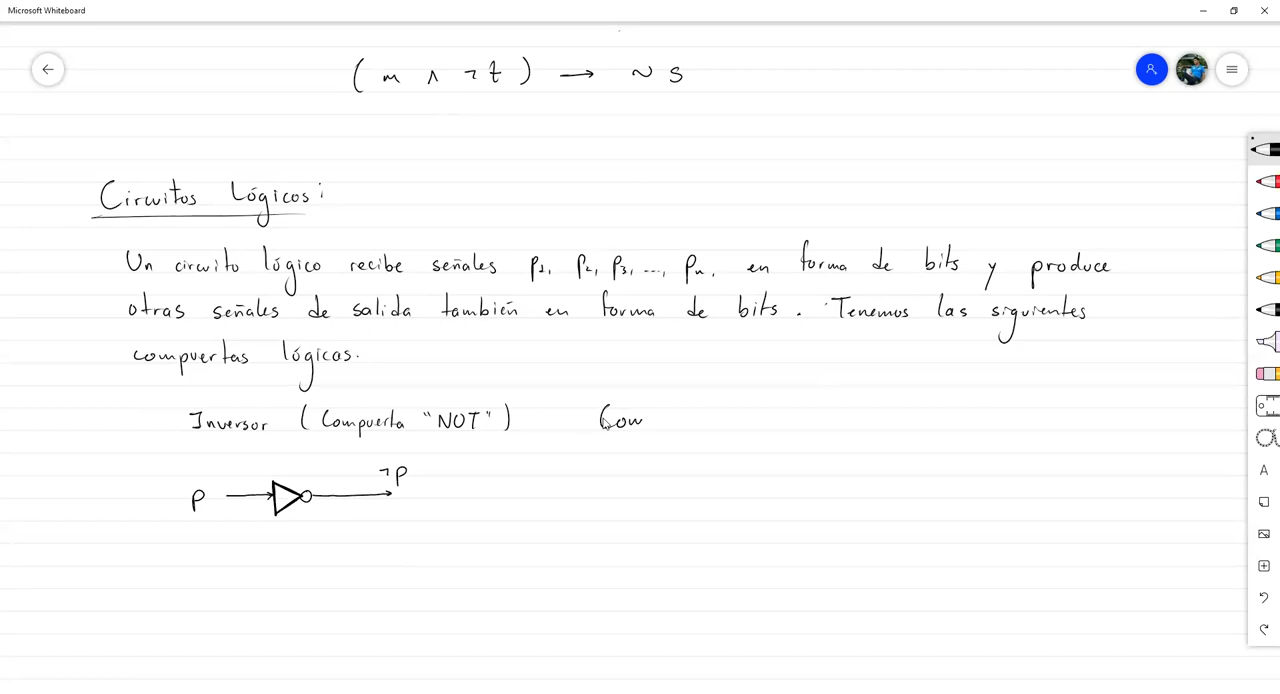 Microsoft Whiteboard
( m ∧ ¬ t ) → ~ s
Circuitos Lógicos:
Un circuito lógico recibe señales p1, p2, p3, ..., pn, en forma de bits y produce
otras señales de salida también en forma de bits. Tenemos las siguientes
compuertas lógicas.
Inversor ( Compuerta "NOT" ) Com
p ¬p